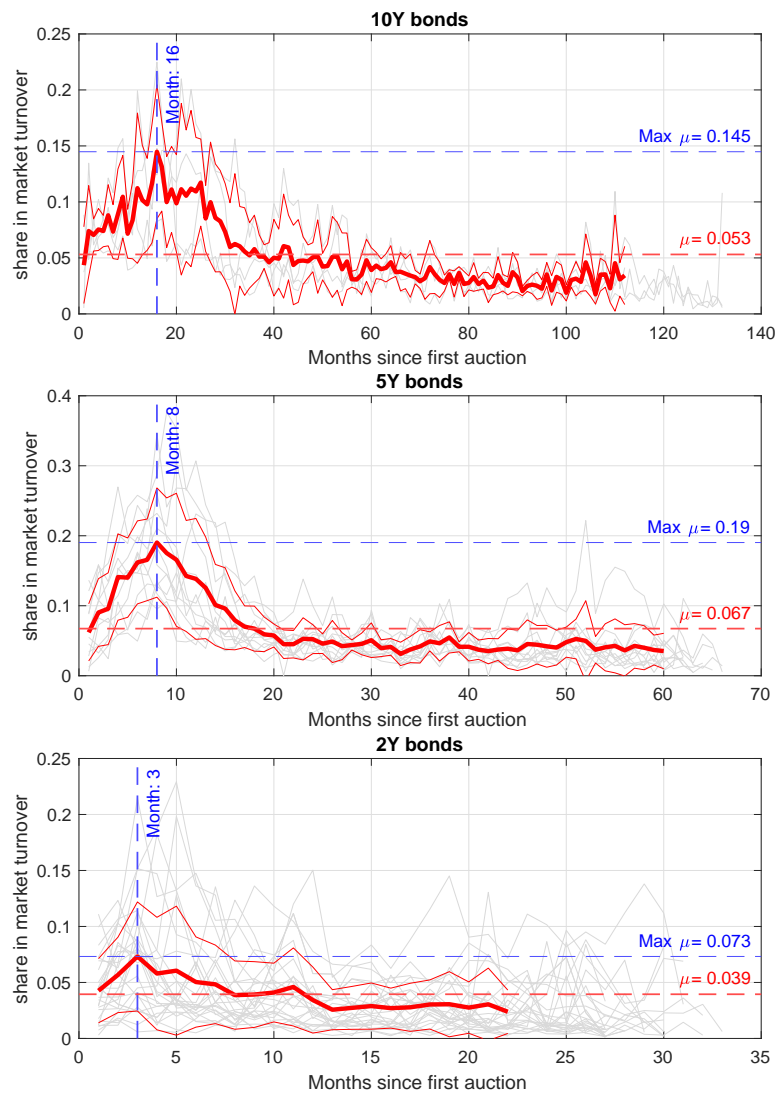 10Y bonds
0.25
0.2
0.15
0.1
0.05
0
share in market turnover
Month: 16
Max μ= 0.145
μ= 0.053
0 20 40 60 80 100 120 140
Months since first auction
5Y bonds
0.4
0.3
0.2
0.1
0
share in market turnover
Month: 8
Max μ= 0.19
μ= 0.067
0 10 20 30 40 50 60 70
Months since first auction
2Y bonds
0.25
0.2
0.15
0.1
0.05
0
share in market turnover
Month: 3
Max μ= 0.073
μ= 0.039
0 5 10 15 20 25 30 35
Months since first auction